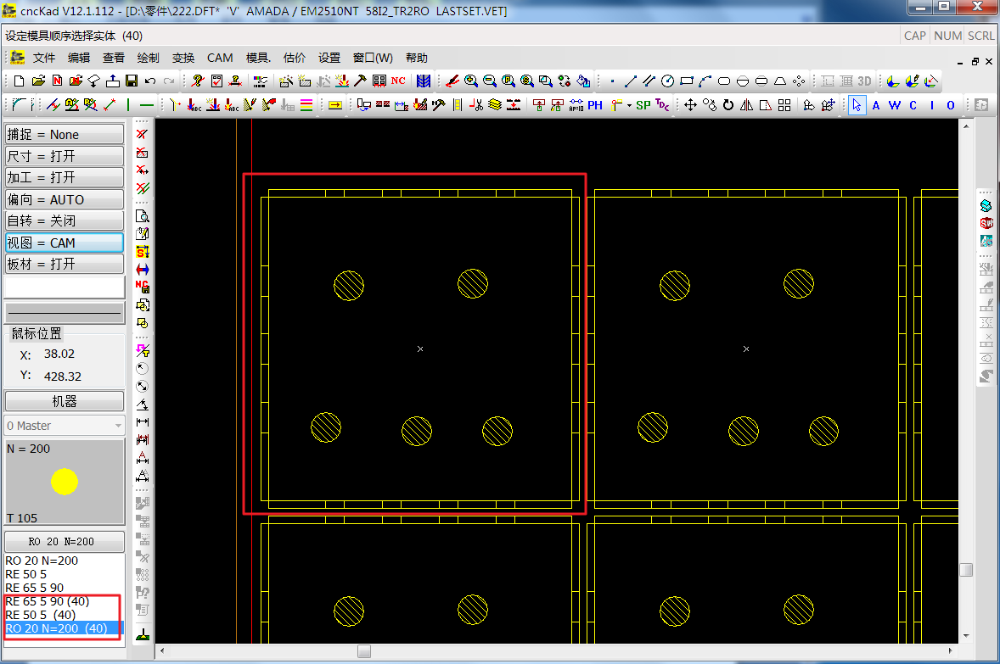 cncKad V12.1.112 - [D:\零件\222.DFT* 'V' AMADA / EM2510NT 58I2_TR2RO LASTSET.VET]
设定模具顺序选择实体 (40)
CAP NUM SCRL
文件 编辑 查看 绘制 变换 CAM 模具. 估价 设置 窗口(W) 帮助
NC 3D
ABC ABC PH SP A W C I O
捕捉 = None
尺寸 = 打开
加工 = 打开
偏向 = AUTO
自转 = 关闭
视图 = CAM
板材 = 打开
鼠标位置
X: 38.02
Y: 428.32
机器
0 Master
N = 200
T 105
RO 20 N=200
RO 20 N=200
RE 50 5
RE 65 5 90
RE 65 5 90 (40)
RE 50 5 (40)
RO 20 N=200 (40)